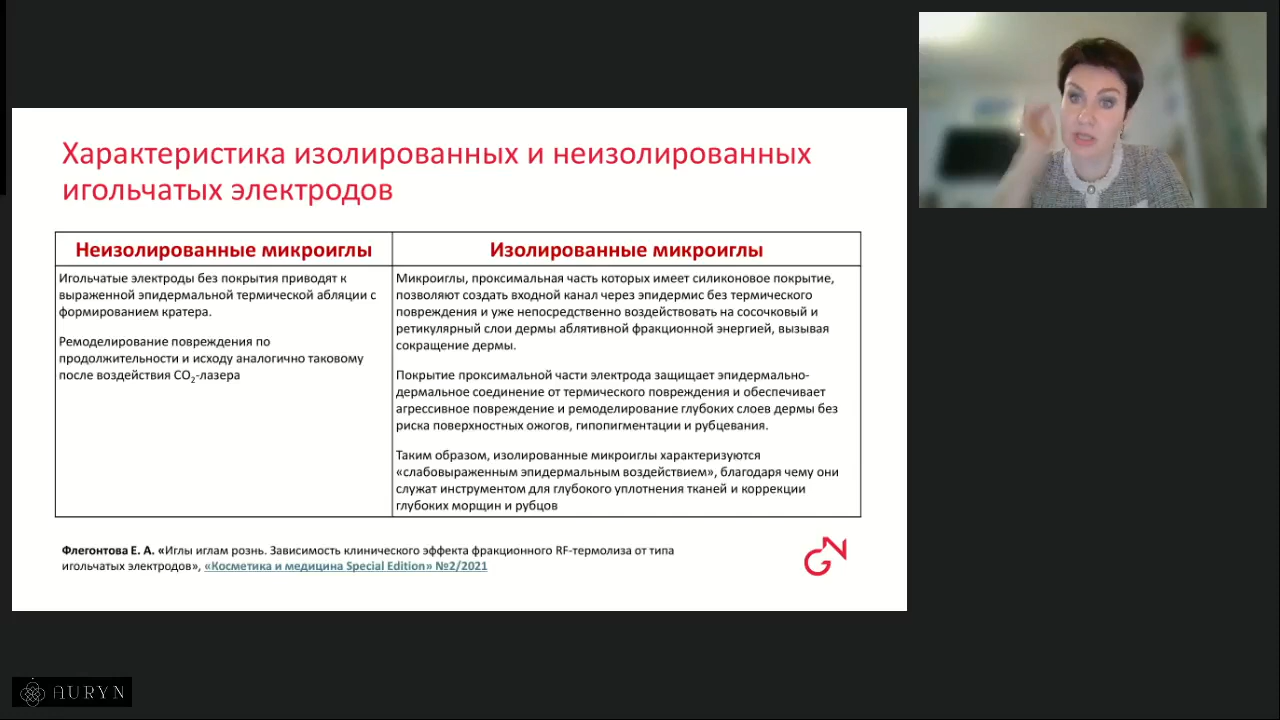 Характеристика изолированных и неизолированных
игольчатых электродов
Неизолированные микроиглы
Игольчатые электроды без покрытия приводят к
выраженной эпидермальной термической абляции с
формированием кратера.
Ремоделирование повреждения по
продолжительности и исходу аналогично таковому
после воздействия CO₂-лазера
Изолированные микроиглы
Микроиглы, проксимальная часть которых имеет силиконовое покрытие,
позволяют создать входной канал через эпидермис без термического
повреждения и уже непосредственно воздействовать на сосочковый и
ретикулярный слои дермы аблятивной фракционной энергией, вызывая
сокращение дермы.
Покрытие проксимальной части электрода защищает эпидермально-
дермальное соединение от термического повреждения и обеспечивает
агрессивное повреждение и ремоделирование глубоких слоев дермы без
риска поверхностных ожогов, гипопигментации и рубцевания.
Таким образом, изолированные микроиглы характеризуются
«слабовыраженным эпидермальным воздействием», благодаря чему они
служат инструментом для глубокого уплотнения тканей и коррекции
глубоких морщин и рубцов
Флегонтова Е. А. «Иглы иглам рознь. Зависимость клинического эффекта фракционного RF-термолиза от типа
игольчатых электродов», «Косметика и медицина Special Edition» №2/2021
GN
AURYN